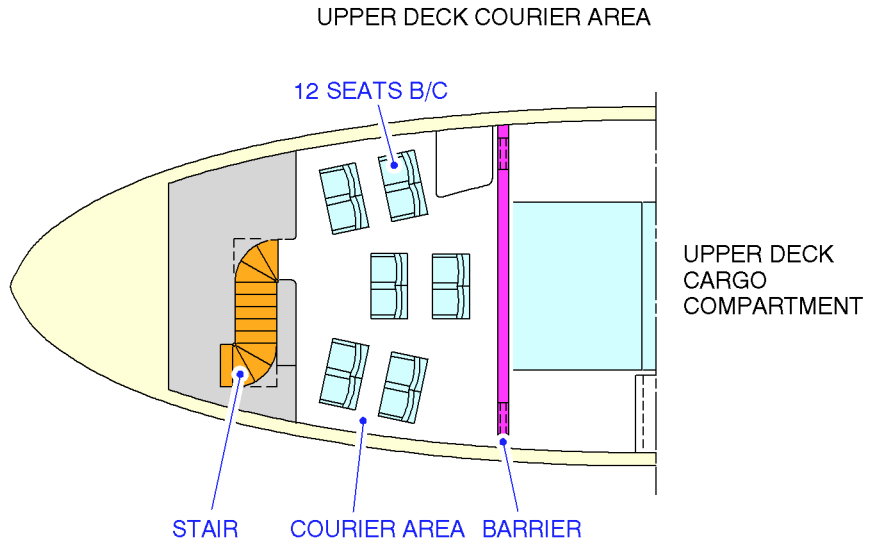 UPPER DECK COURIER AREA
12 SEATS B/C
UPPER DECK
CARGO
COMPARTMENT
STAIR
COURIER AREA
BARRIER